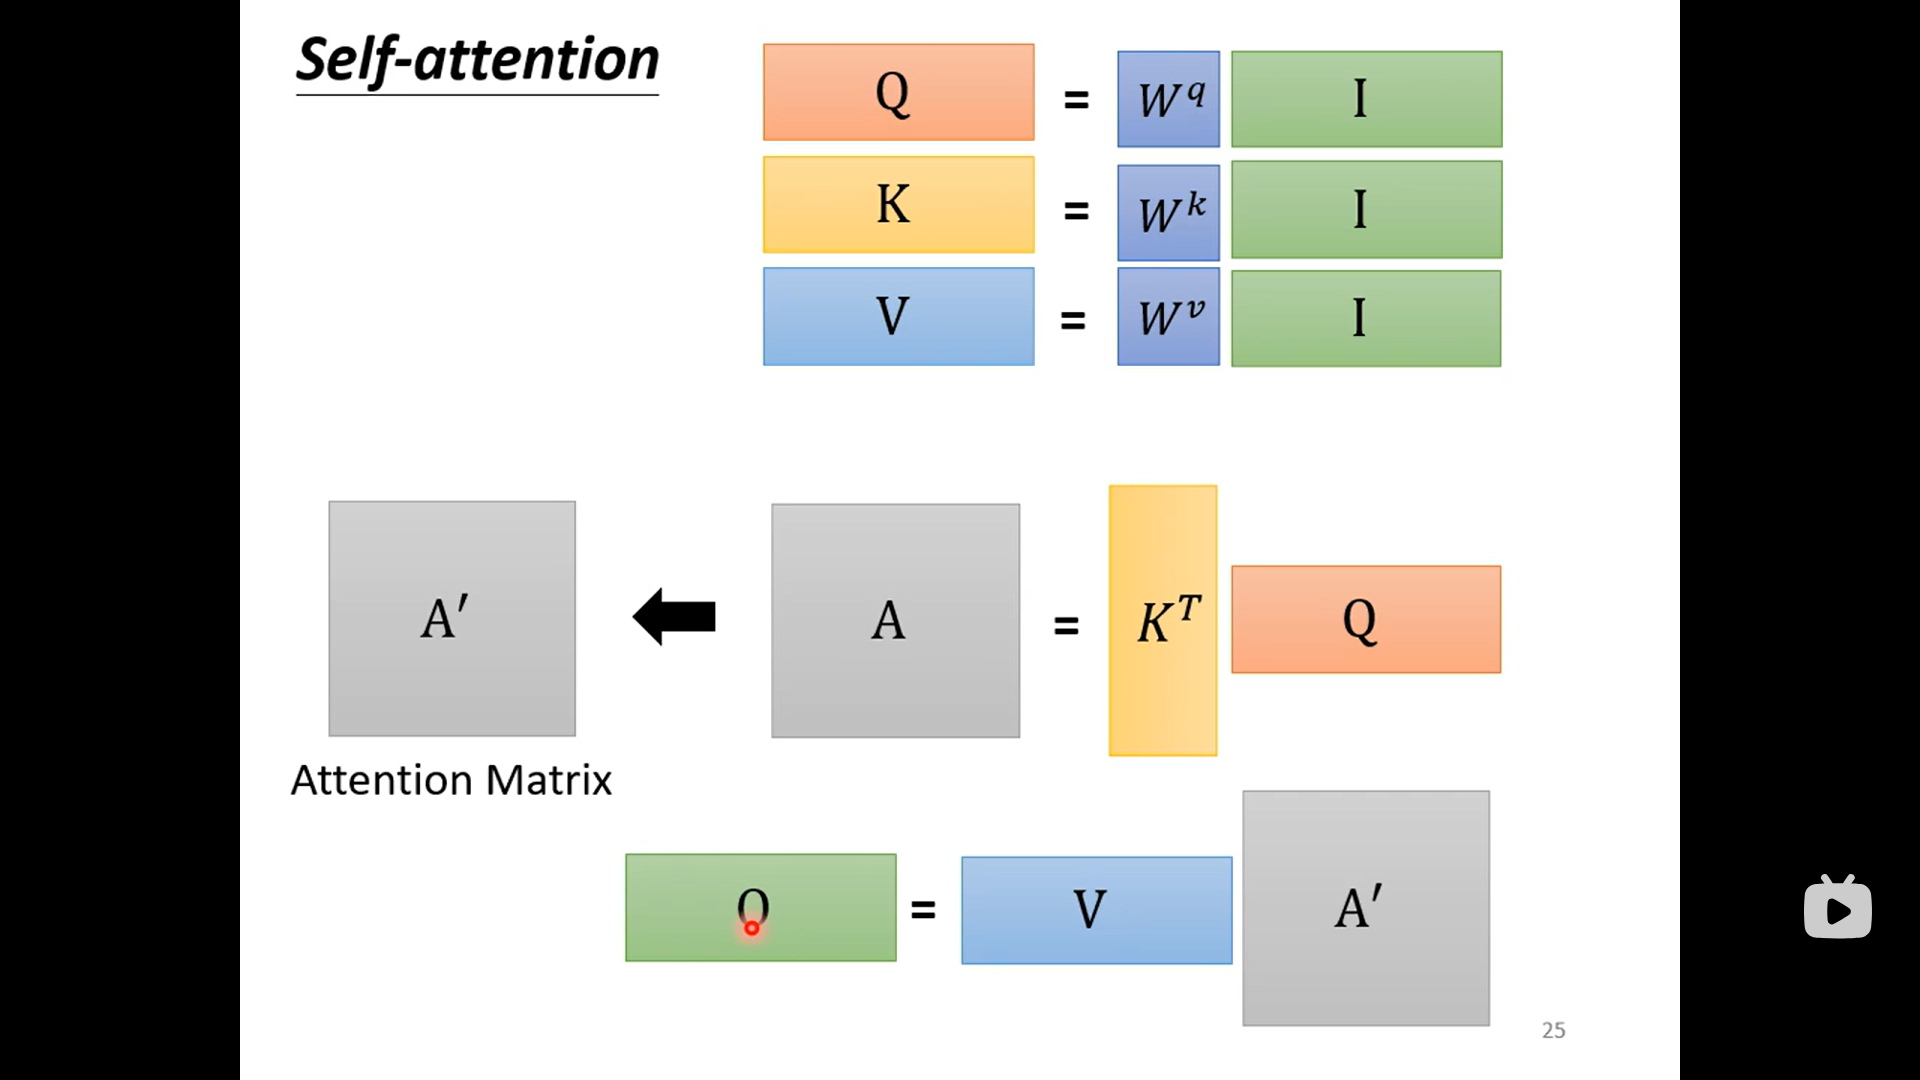 Self-attention
Q = W^q I
K = W^k I
V = W^v I
A′ A = K^T Q
Attention Matrix
O = V A′
25